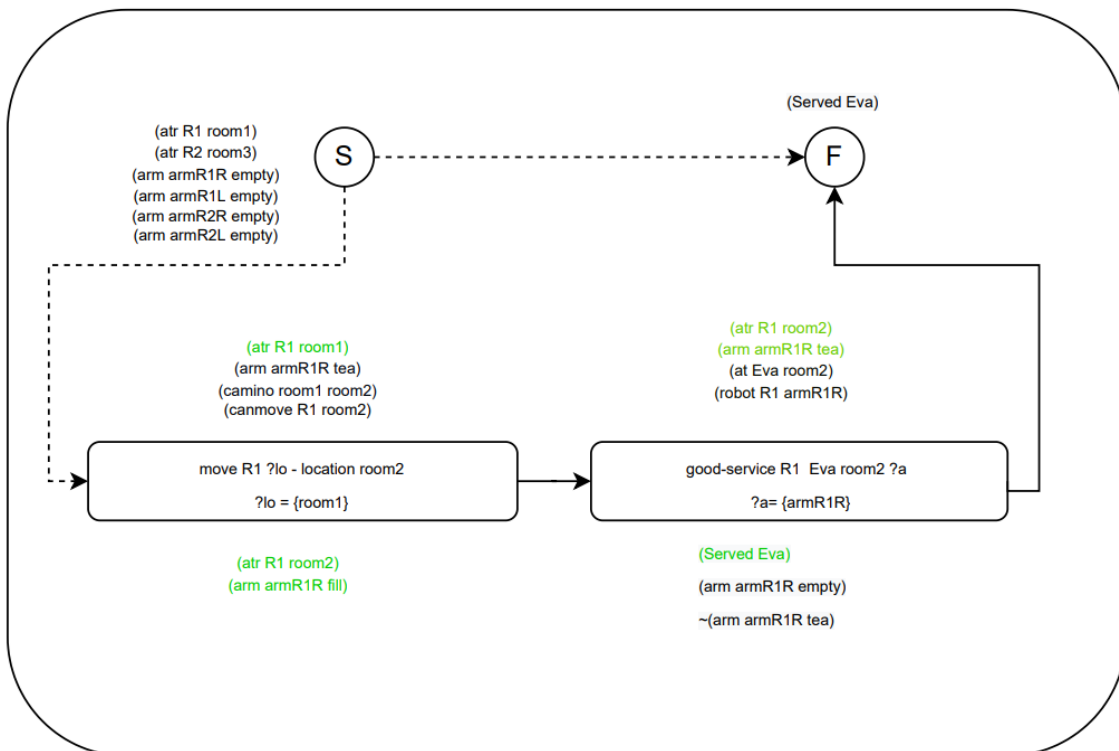 (Served Eva)
(atr R1 room1)
(atr R2 room3)
(arm armR1R empty)
(arm armR1L empty)
(arm armR2R empty)
(arm armR2L empty)
S
F
(atr R1 room1)
(arm armR1R tea)
(camino room1 room2)
(canmove R1 room2)
(atr R1 room2)
(arm armR1R tea)
(at Eva room2)
(robot R1 armR1R)
move R1 ?lo - location room2
?lo = {room1}
good-service R1 Eva room2 ?a
?a= {armR1R}
(atr R1 room2)
(arm armR1R fill)
(Served Eva)
(arm armR1R empty)
~(arm armR1R tea)